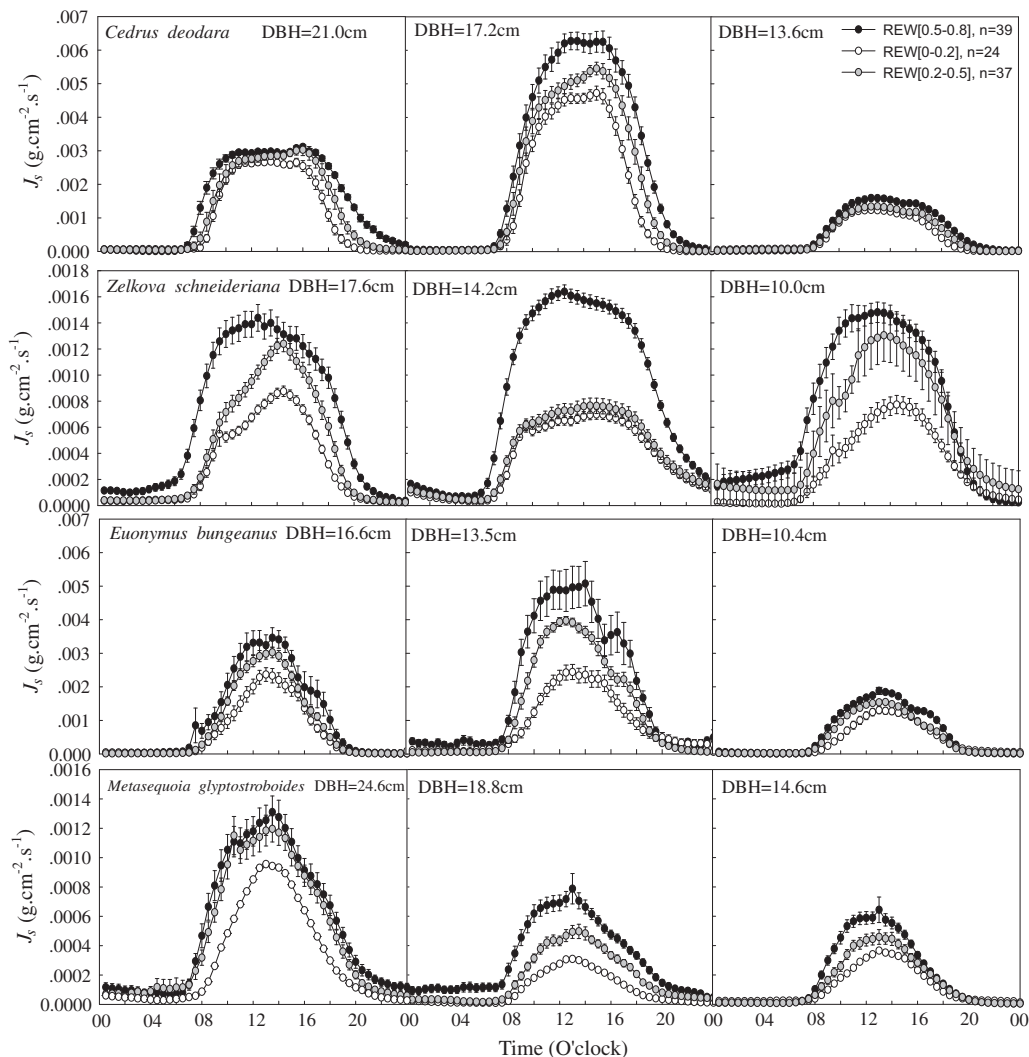 Cedrus deodara DBH=21.0cm
DBH=17.2cm
DBH=13.6cm
REW[0.5-0.8], n=39
REW[0-0.2], n=24
REW[0.2-0.5], n=37
.007
.006
.005
.004
.003
.002
.001
0.000
Js (g.cm-2.s-1)
Zelkova schneideriana DBH=17.6cm
DBH=14.2cm
DBH=10.0cm
.0018
.0016
.0014
.0012
.0010
.0008
.0006
.0004
.0002
0.0000
Js (g.cm-2.s-1)
Euonymus bungeanus DBH=16.6cm
DBH=13.5cm
DBH=10.4cm
.007
.006
.005
.004
.003
.002
.001
0.000
Js (g.cm-2.s-1)
Metasequoia glyptostroboides DBH=24.6cm
DBH=18.8cm
DBH=14.6cm
.0016
.0014
.0012
.0010
.0008
.0006
.0004
.0002
0.0000
Js (g.cm-2.s-1)
00 04 08 12 16 20 00 04 08 12 16 20 00 04 08 12 16 20 00
Time (O'clock)